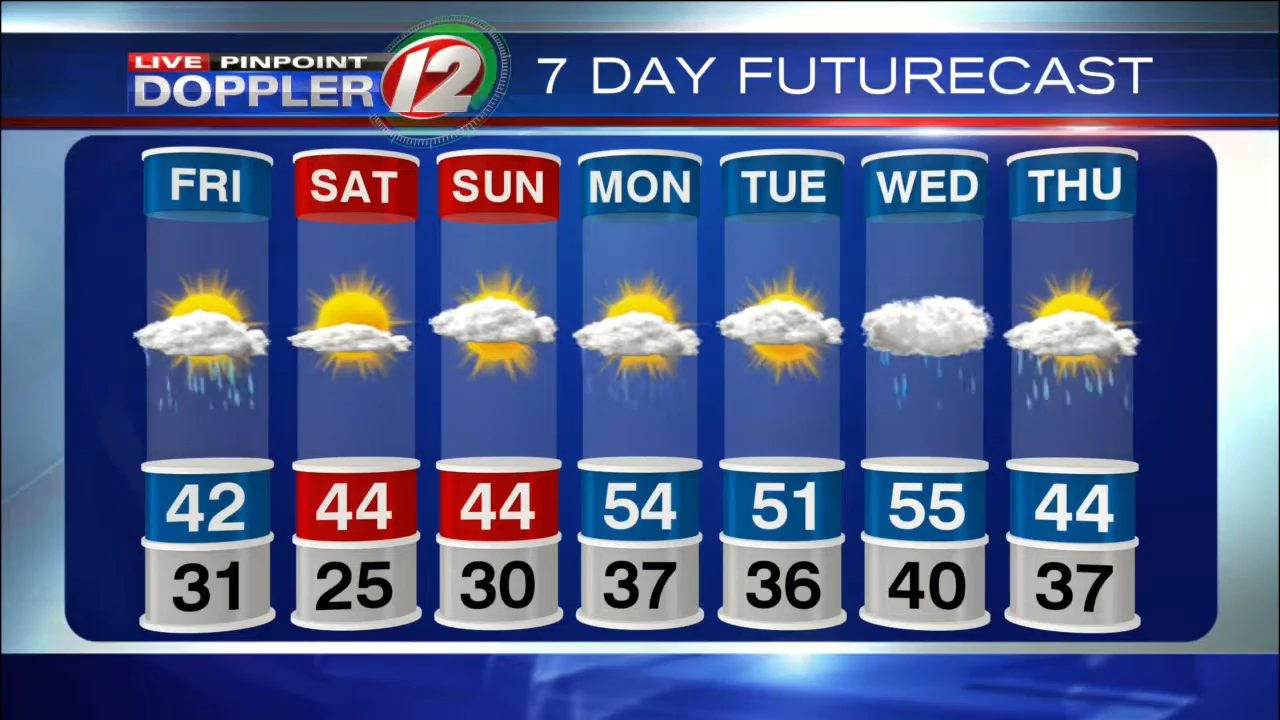 LIVE PINPOINT
DOPPLER 12
7 DAY FUTURECAST
FRI SAT SUN MON TUE WED THU
42 44 44 54 51 55 44
31 25 30 37 36 40 37